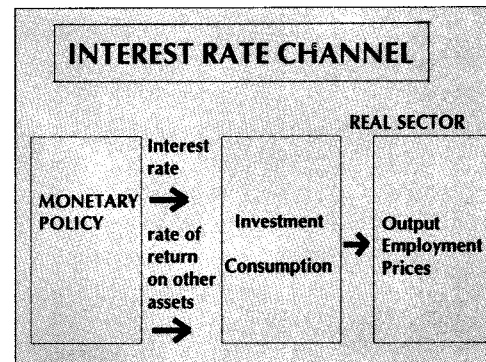 INTEREST RATE CHANNEL
REAL SECTOR
MONETARY
POLICY
Interest
rate
rate of
return
on other
assets
Investment
Consumption
Output
Employment
Prices